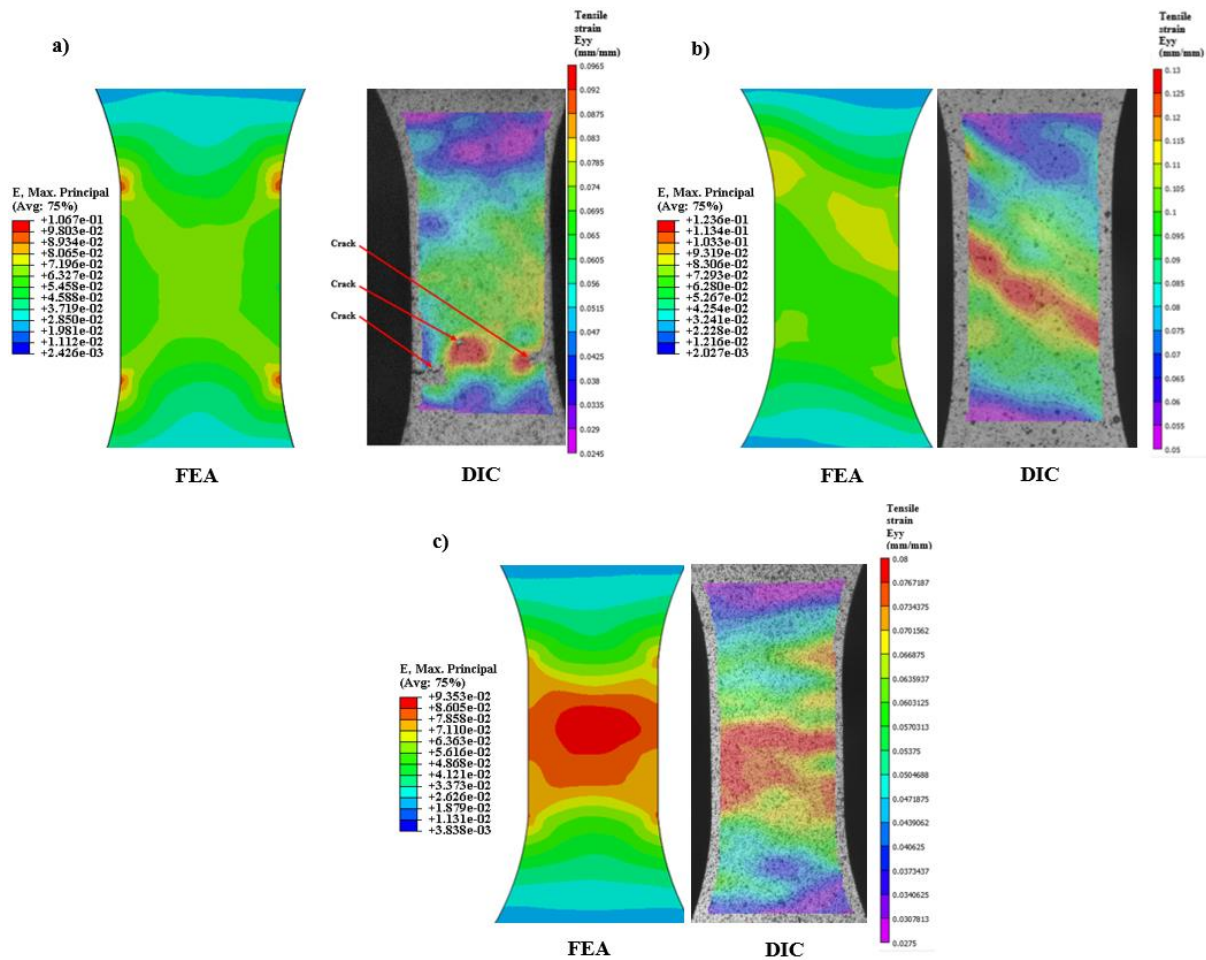 a)
Tensile
strain
Eyy
(mm/mm)
E, Max. Principal
(Avg: 75%)
+1.067e-01
+9.803e-02
+8.934e-02
+8.065e-02
+7.196e-02
+6.327e-02
+5.458e-02
+4.588e-02
+3.719e-02
+2.850e-02
+1.981e-02
+1.112e-02
+2.426e-03
Crack
Crack
Crack
0.0965
0.092
0.083
0.0785
0.074
0.0695
0.065
0.0605
0.056
0.0515
0.047
0.0425
0.038
0.0335
0.029
0.0245
FEA
DIC
b)
Tensile
strain
Eyy
(mm/mm)
E, Max. Principal
(Avg: 75%)
+1.236e-01
+1.134e-01
+1.033e-01
+9.319e-02
+8.306e-02
+7.293e-02
+6.280e-02
+5.267e-02
+4.254e-02
+3.241e-02
+2.228e-02
+1.216e-02
+2.027e-03
0.13
0.125
0.12
0.115
0.11
0.105
0.1
0.095
0.09
0.085
0.08
0.075
0.07
0.065
0.06
0.055
0.05
FEA
DIC
c)
Tensile
strain
Eyy
(mm/mm)
E, Max. Principal
(Avg: 75%)
+9.353e-02
+8.605e-02
+7.858e-02
+7.110e-02
+6.363e-02
+5.616e-02
+4.868e-02
+4.121e-02
+3.373e-02
+2.626e-02
+1.879e-02
+1.131e-02
+3.838e-03
0.08
0.0767187
0.0734375
0.0701562
0.066875
0.0635937
0.0603125
0.0570313
0.05375
0.0504688
0.0471875
0.0439062
0.040625
0.0373437
0.0340625
0.0307813
0.0275
FEA
DIC